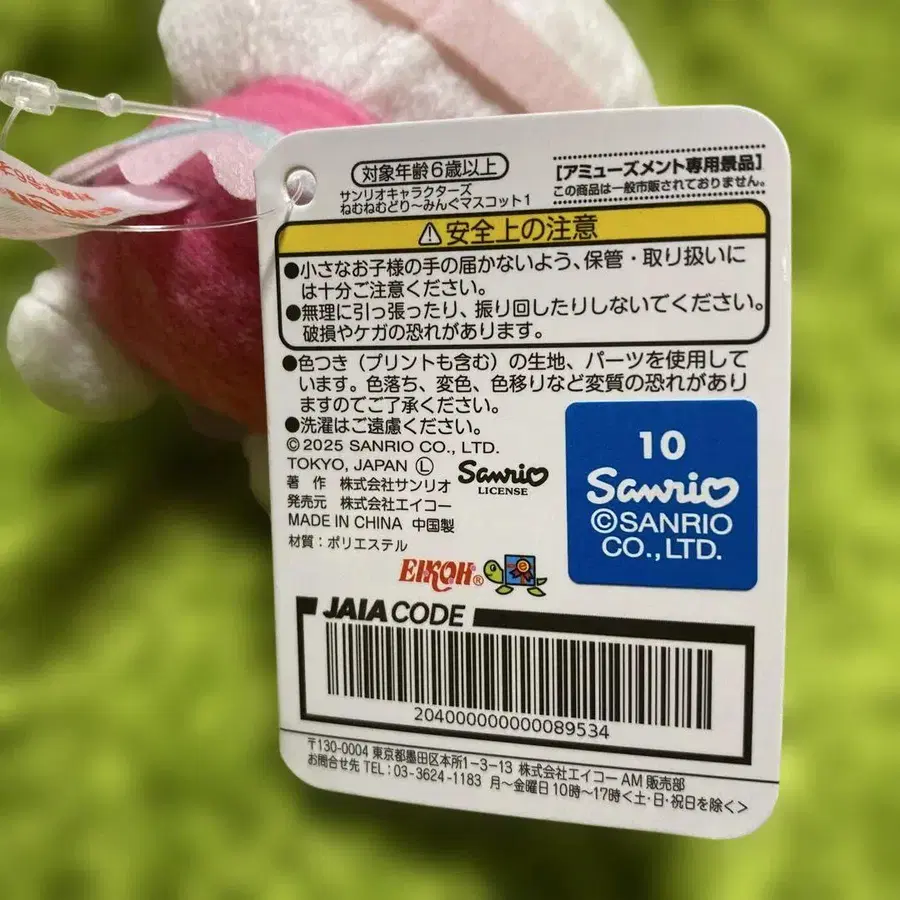 対象年齢6歳以上
サンリオキャラクターズ
ねむねむどり〜みんぐマスコット1
[アミューズメント専用景品]
この商品は一般市販されておりません。
⚠安全上の注意
●小さなお子様の手の届かないよう、保管・取り扱いに
は十分ご注意ください。
●無理に引っ張ったり、振り回したりしないでください。
破損やケガの恐れがあります。
●色つき（プリントも含む）の生地、パーツを使用して
います。色落ち、変色、色移りなど変質の恐れがあり
ますのでご了承ください。
●洗濯はご遠慮ください。
©2025 SANRIO CO., LTD.
TOKYO, JAPAN Ⓛ
著 作 株式会社サンリオ
発売元 株式会社エイコー
MADE IN CHINA 中国製
材質：ポリエステル
Sanrio
LICENSE
10
Sanrio
©SANRIO
CO.,LTD.
EIKOH®
JAIA CODE
204000000000089534
〒130-0004 東京都墨田区本所1-3-13 株式会社エイコー AM販売部
お問合せ先 TEL：03-3624-1183 月〜金曜日10時〜17時<土・日・祝日を除く>